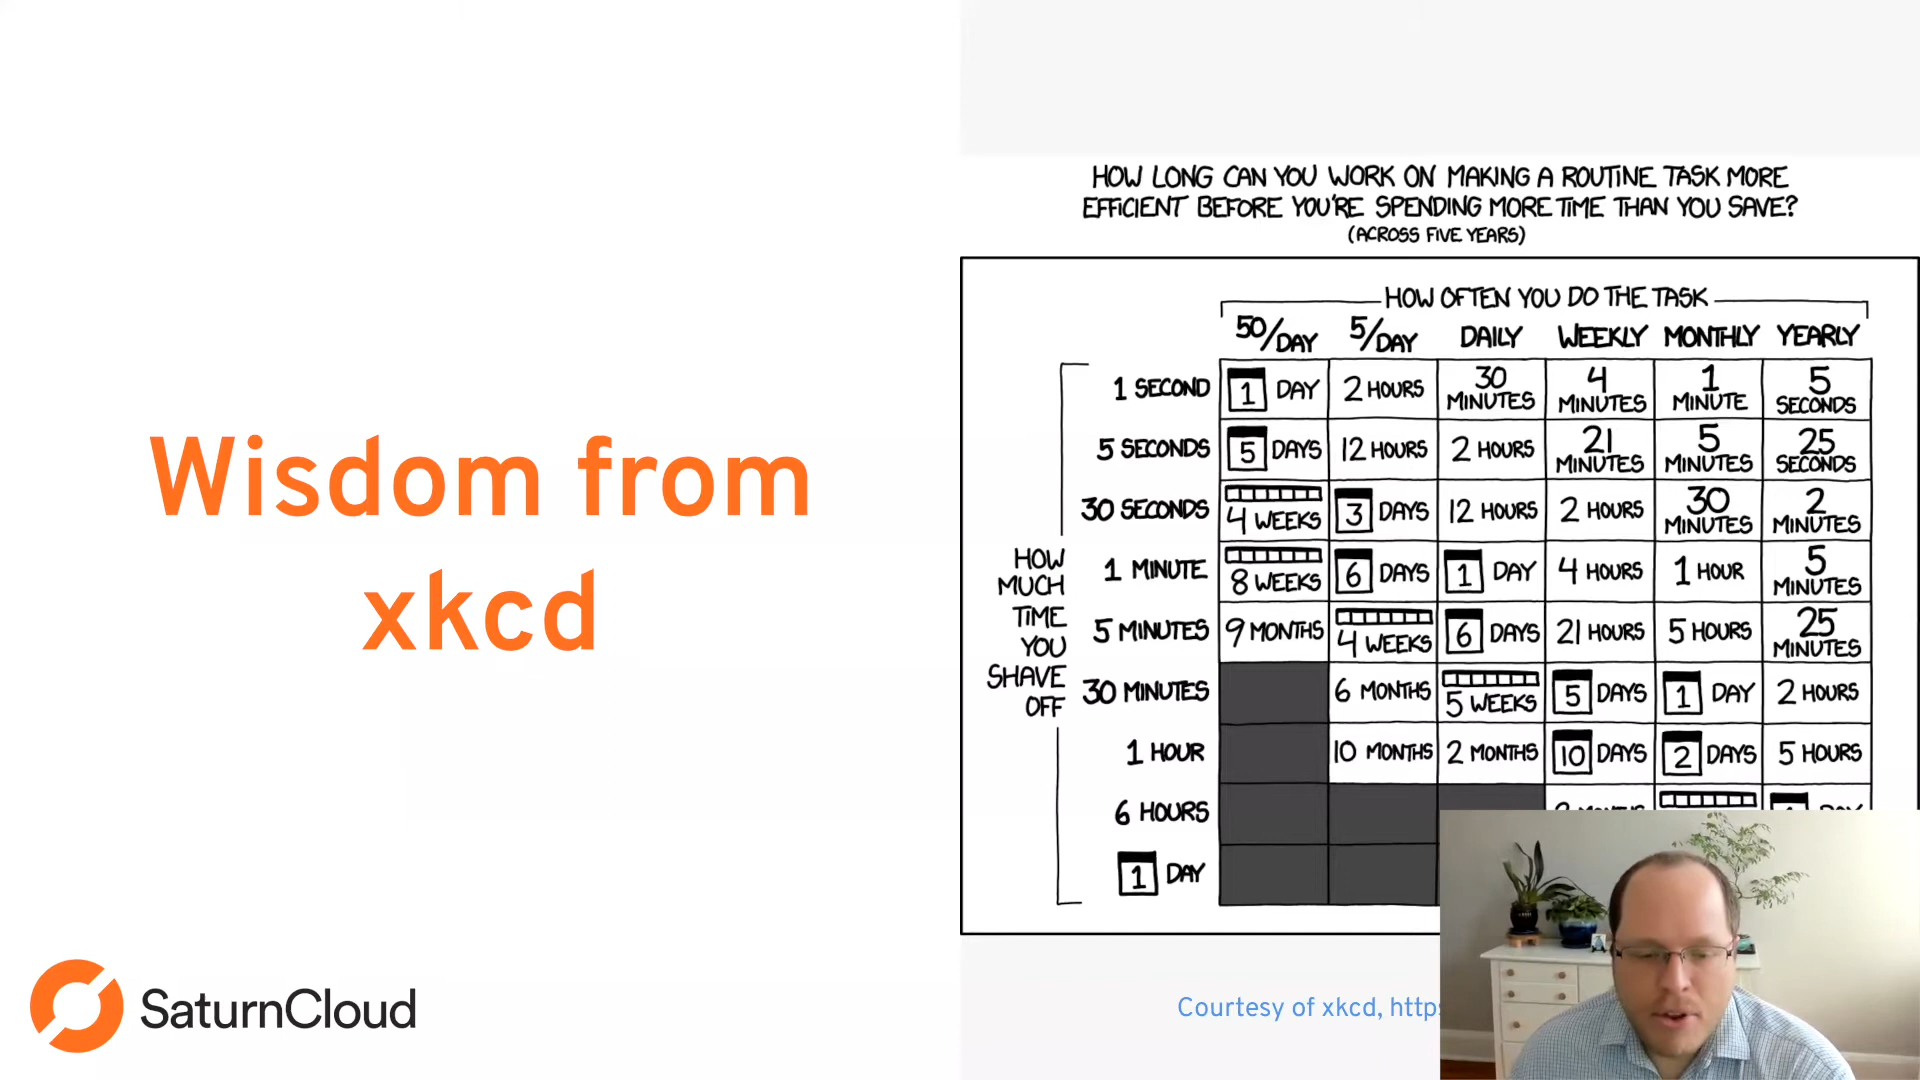 Wisdom from
xkcd
SaturnCloud
HOW LONG CAN YOU WORK ON MAKING A ROUTINE TASK MORE
EFFICIENT BEFORE YOU'RE SPENDING MORE TIME THAN YOU SAVE?
(ACROSS FIVE YEARS)
HOW OFTEN YOU DO THE TASK
50/DAY 5/DAY DAILY WEEKLY MONTHLY YEARLY
HOW MUCH TIME YOU SHAVE OFF
1 SECOND 1 DAY 2 HOURS 30 MINUTES 4 MINUTES 1 MINUTE 5 SECONDS
5 SECONDS 5 DAYS 12 HOURS 2 HOURS 21 MINUTES 5 MINUTES 25 SECONDS
30 SECONDS 4 WEEKS 3 DAYS 12 HOURS 2 HOURS 30 MINUTES 2 MINUTES
1 MINUTE 8 WEEKS 6 DAYS 1 DAY 4 HOURS 1 HOUR 5 MINUTES
5 MINUTES 9 MONTHS 4 WEEKS 6 DAYS 21 HOURS 5 HOURS 25 MINUTES
30 MINUTES 6 MONTHS 5 WEEKS 5 DAYS 1 DAY 2 HOURS
1 HOUR 10 MONTHS 2 MONTHS 10 DAYS 2 DAYS 5 HOURS
6 HOURS
1 DAY
Courtesy of xkcd, http